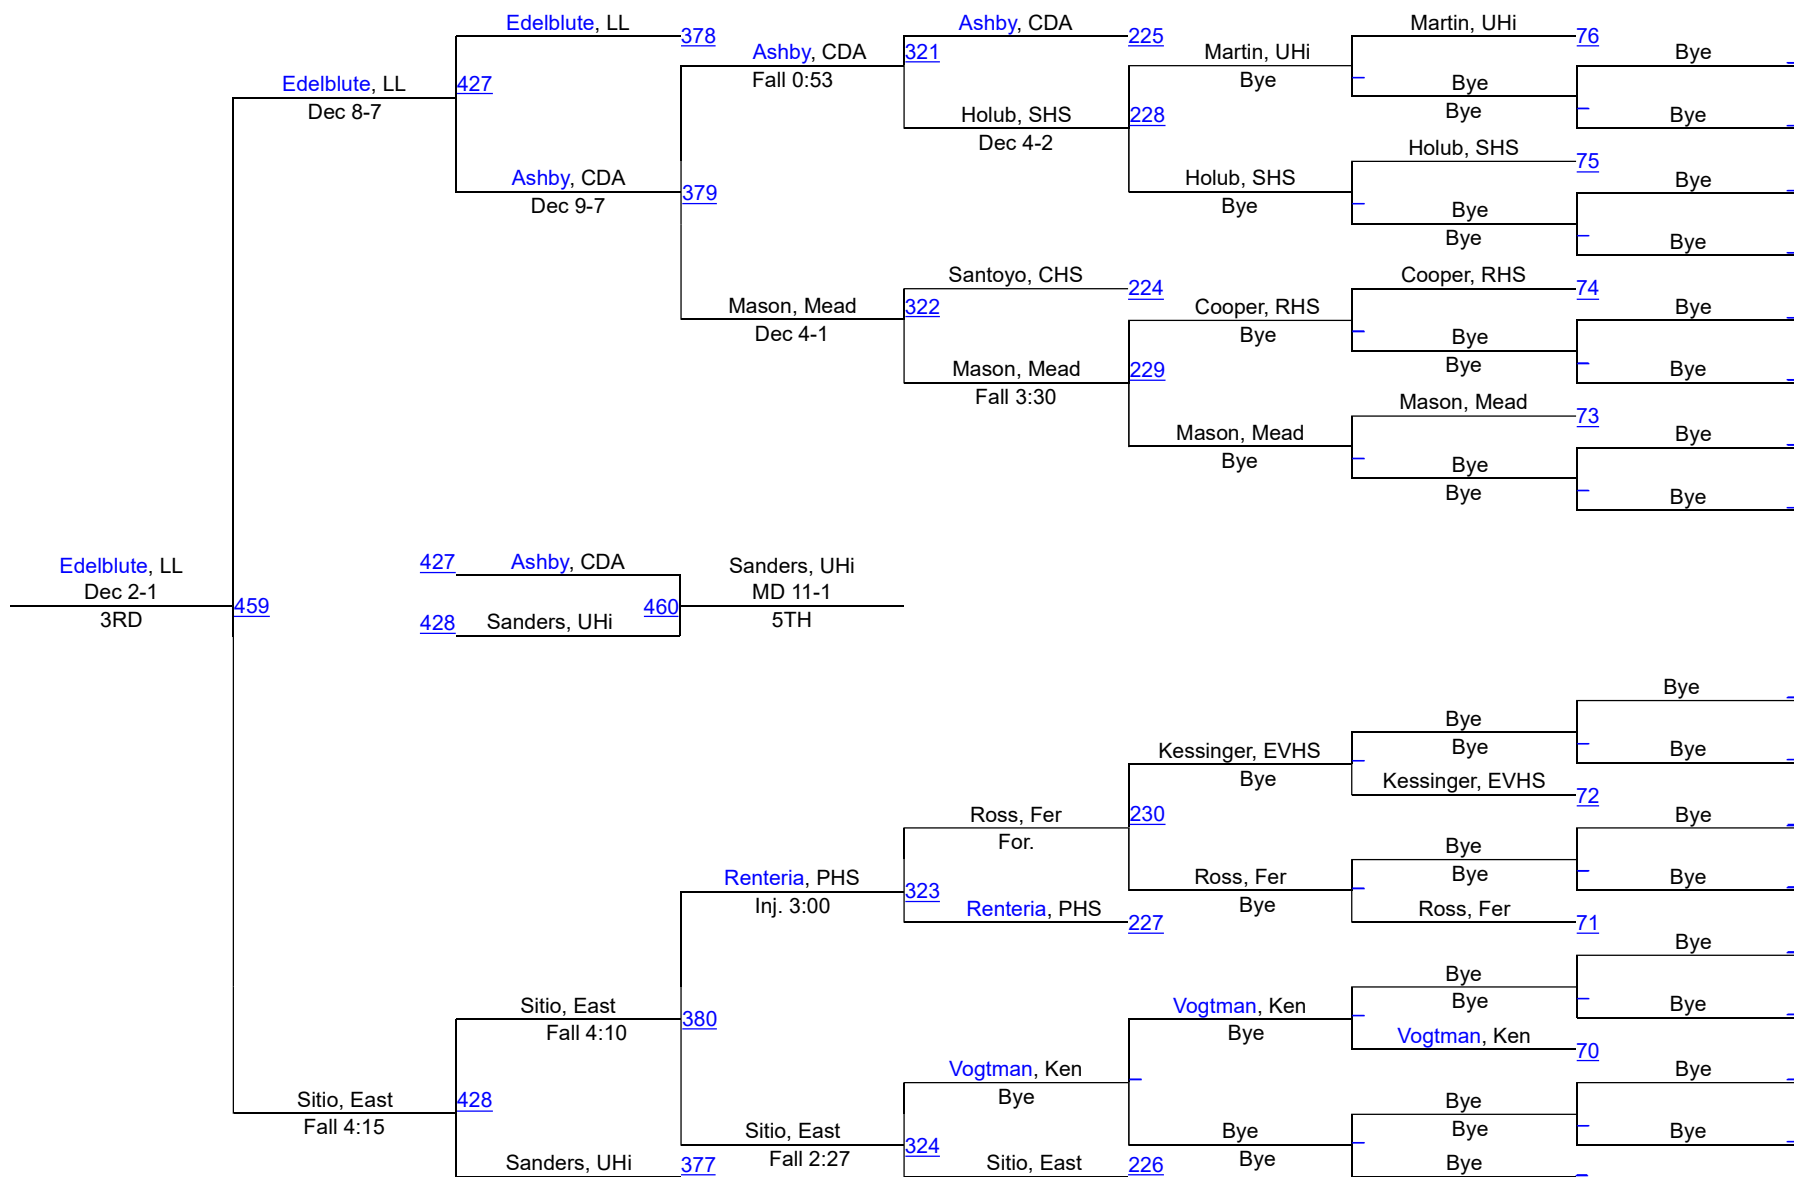 Edelblute, LL
378
Ashby, CDA
225
Martin, UHi
76
Ashby, CDA
321
Martin, UHi
Bye
Fall 0:53
Bye
Edelblute, LL
427
Bye
Dec 8-7
Holub, SHS
228
Bye
Bye
Dec 4-2
Holub, SHS
75
Ashby, CDA
379
Holub, SHS
Bye
Dec 9-7
Bye
Bye
Bye
Bye
Santoyo, CHS
224
Cooper, RHS
74
Mason, Mead
322
Cooper, RHS
Bye
Dec 4-1
Bye
Bye
Bye
Mason, Mead
229
Bye
Fall 3:30
Mason, Mead
73
Mason, Mead
Bye
Bye
Bye
Bye
Bye
Edelblute, LL
427
Ashby, CDA
Sanders, UHi
Dec 2-1
MD 11-1
459
460
3RD
428
Sanders, UHi
5TH
Bye
Bye
Kessinger, EVHS
Bye
Bye
Bye
Kessinger, EVHS
72
Ross, Fer
230
Bye
For.
Bye
Renteria, PHS
323
Ross, Fer
Bye
Bye
Inj. 3:00
Bye
Renteria, PHS
227
Ross, Fer
71
Bye
Bye
Sitio, East
380
Vogtman, Ken
Bye
Bye
Fall 4:10
Bye
Vogtman, Ken
70
Vogtman, Ken
Bye
Bye
Sitio, East
428
Bye
Fall 4:15
Sitio, East
324
Bye
Bye
Bye
Fall 2:27
Bye
Sanders, UHi
377
Sitio, East
226
Bye